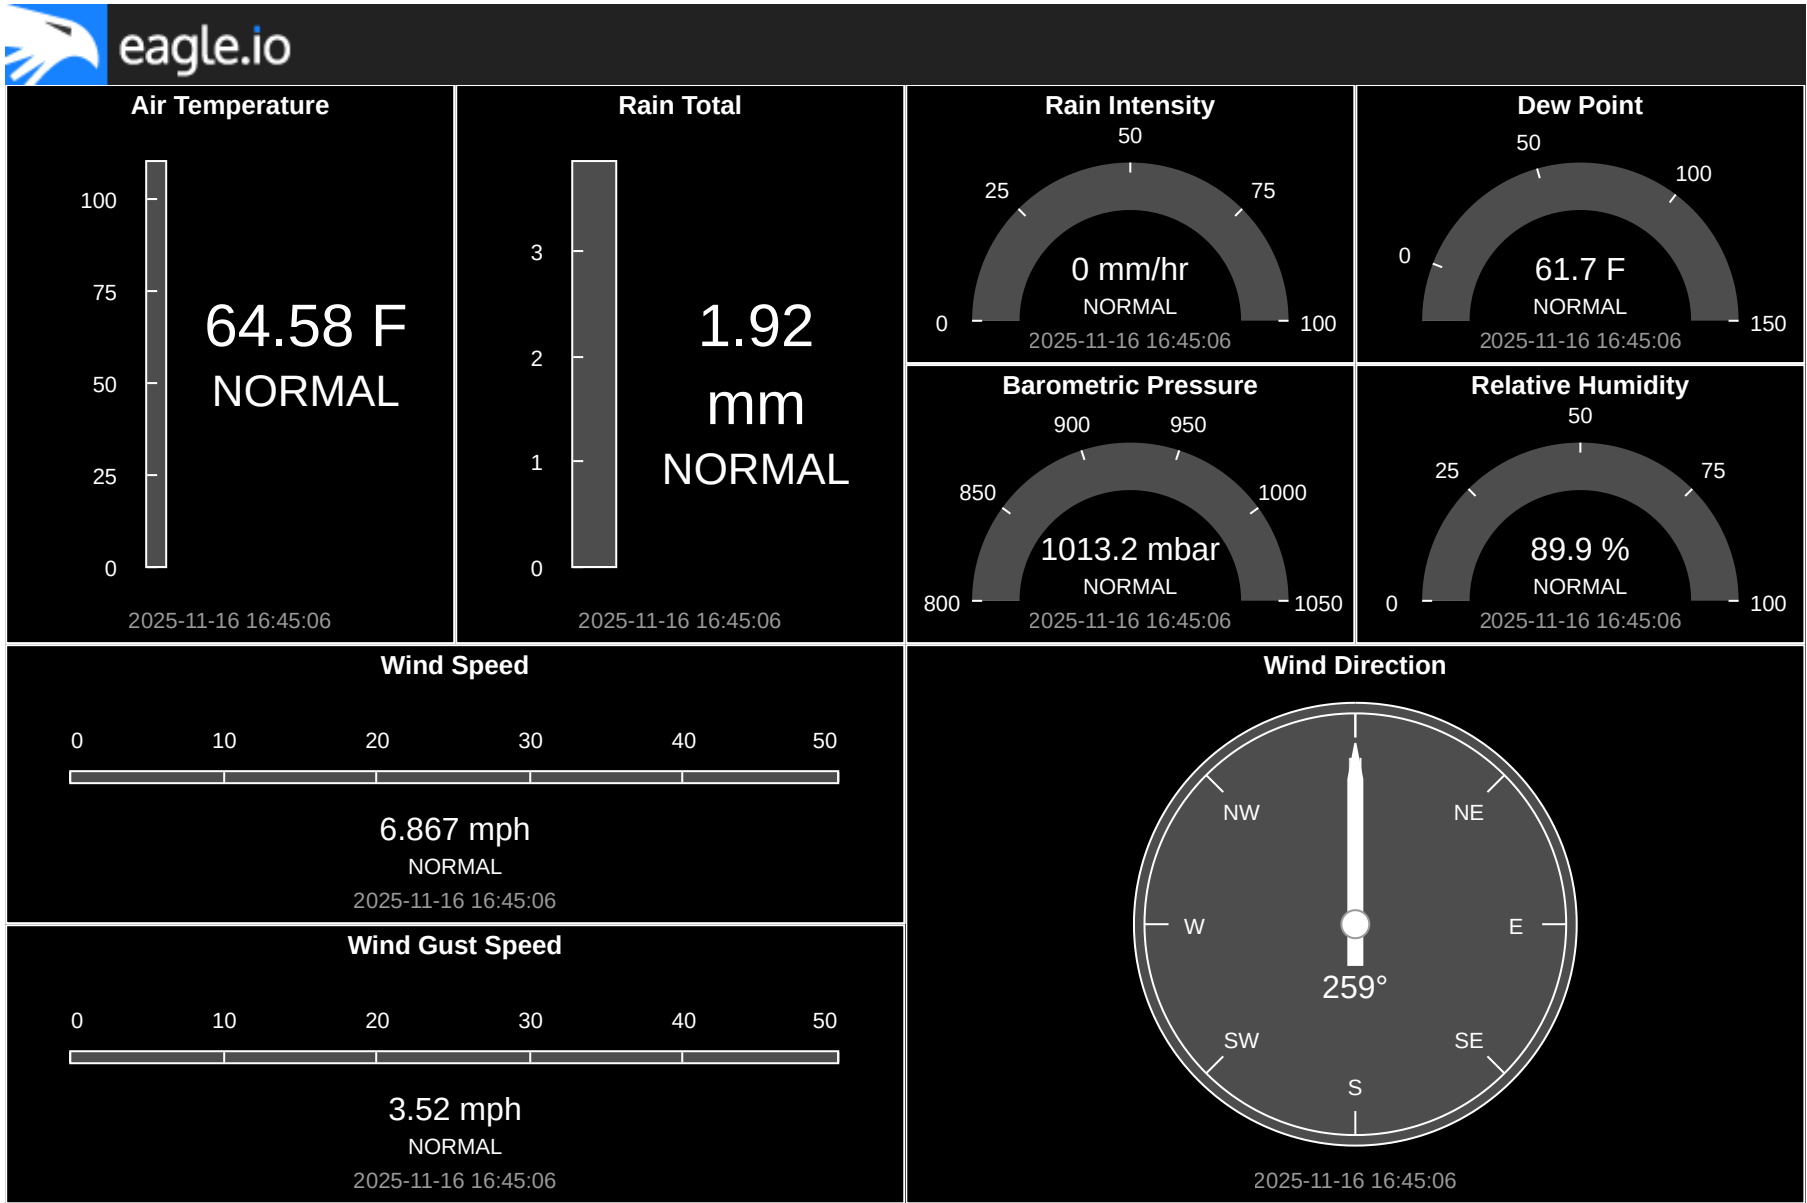 eagle.io
Air Temperature
100
75
50
25
0
64.58 F
NORMAL
2025-11-16 16:45:06
Rain Total
3
2
1
0
1.92
mm
NORMAL
2025-11-16 16:45:06
Rain Intensity
0
25
50
75
100
0 mm/hr
NORMAL
2025-11-16 16:45:06
Dew Point
0
50
100
150
61.7 F
NORMAL
2025-11-16 16:45:06
Barometric Pressure
800
850
900
950
1000
1050
1013.2 mbar
NORMAL
2025-11-16 16:45:06
Relative Humidity
0
25
50
75
100
89.9 %
NORMAL
2025-11-16 16:45:06
Wind Speed
0 10 20 30 40 50
6.867 mph
NORMAL
2025-11-16 16:45:06
Wind Gust Speed
0 10 20 30 40 50
3.52 mph
NORMAL
2025-11-16 16:45:06
Wind Direction
NW NE
W E
259°
SW SE
S
2025-11-16 16:45:06